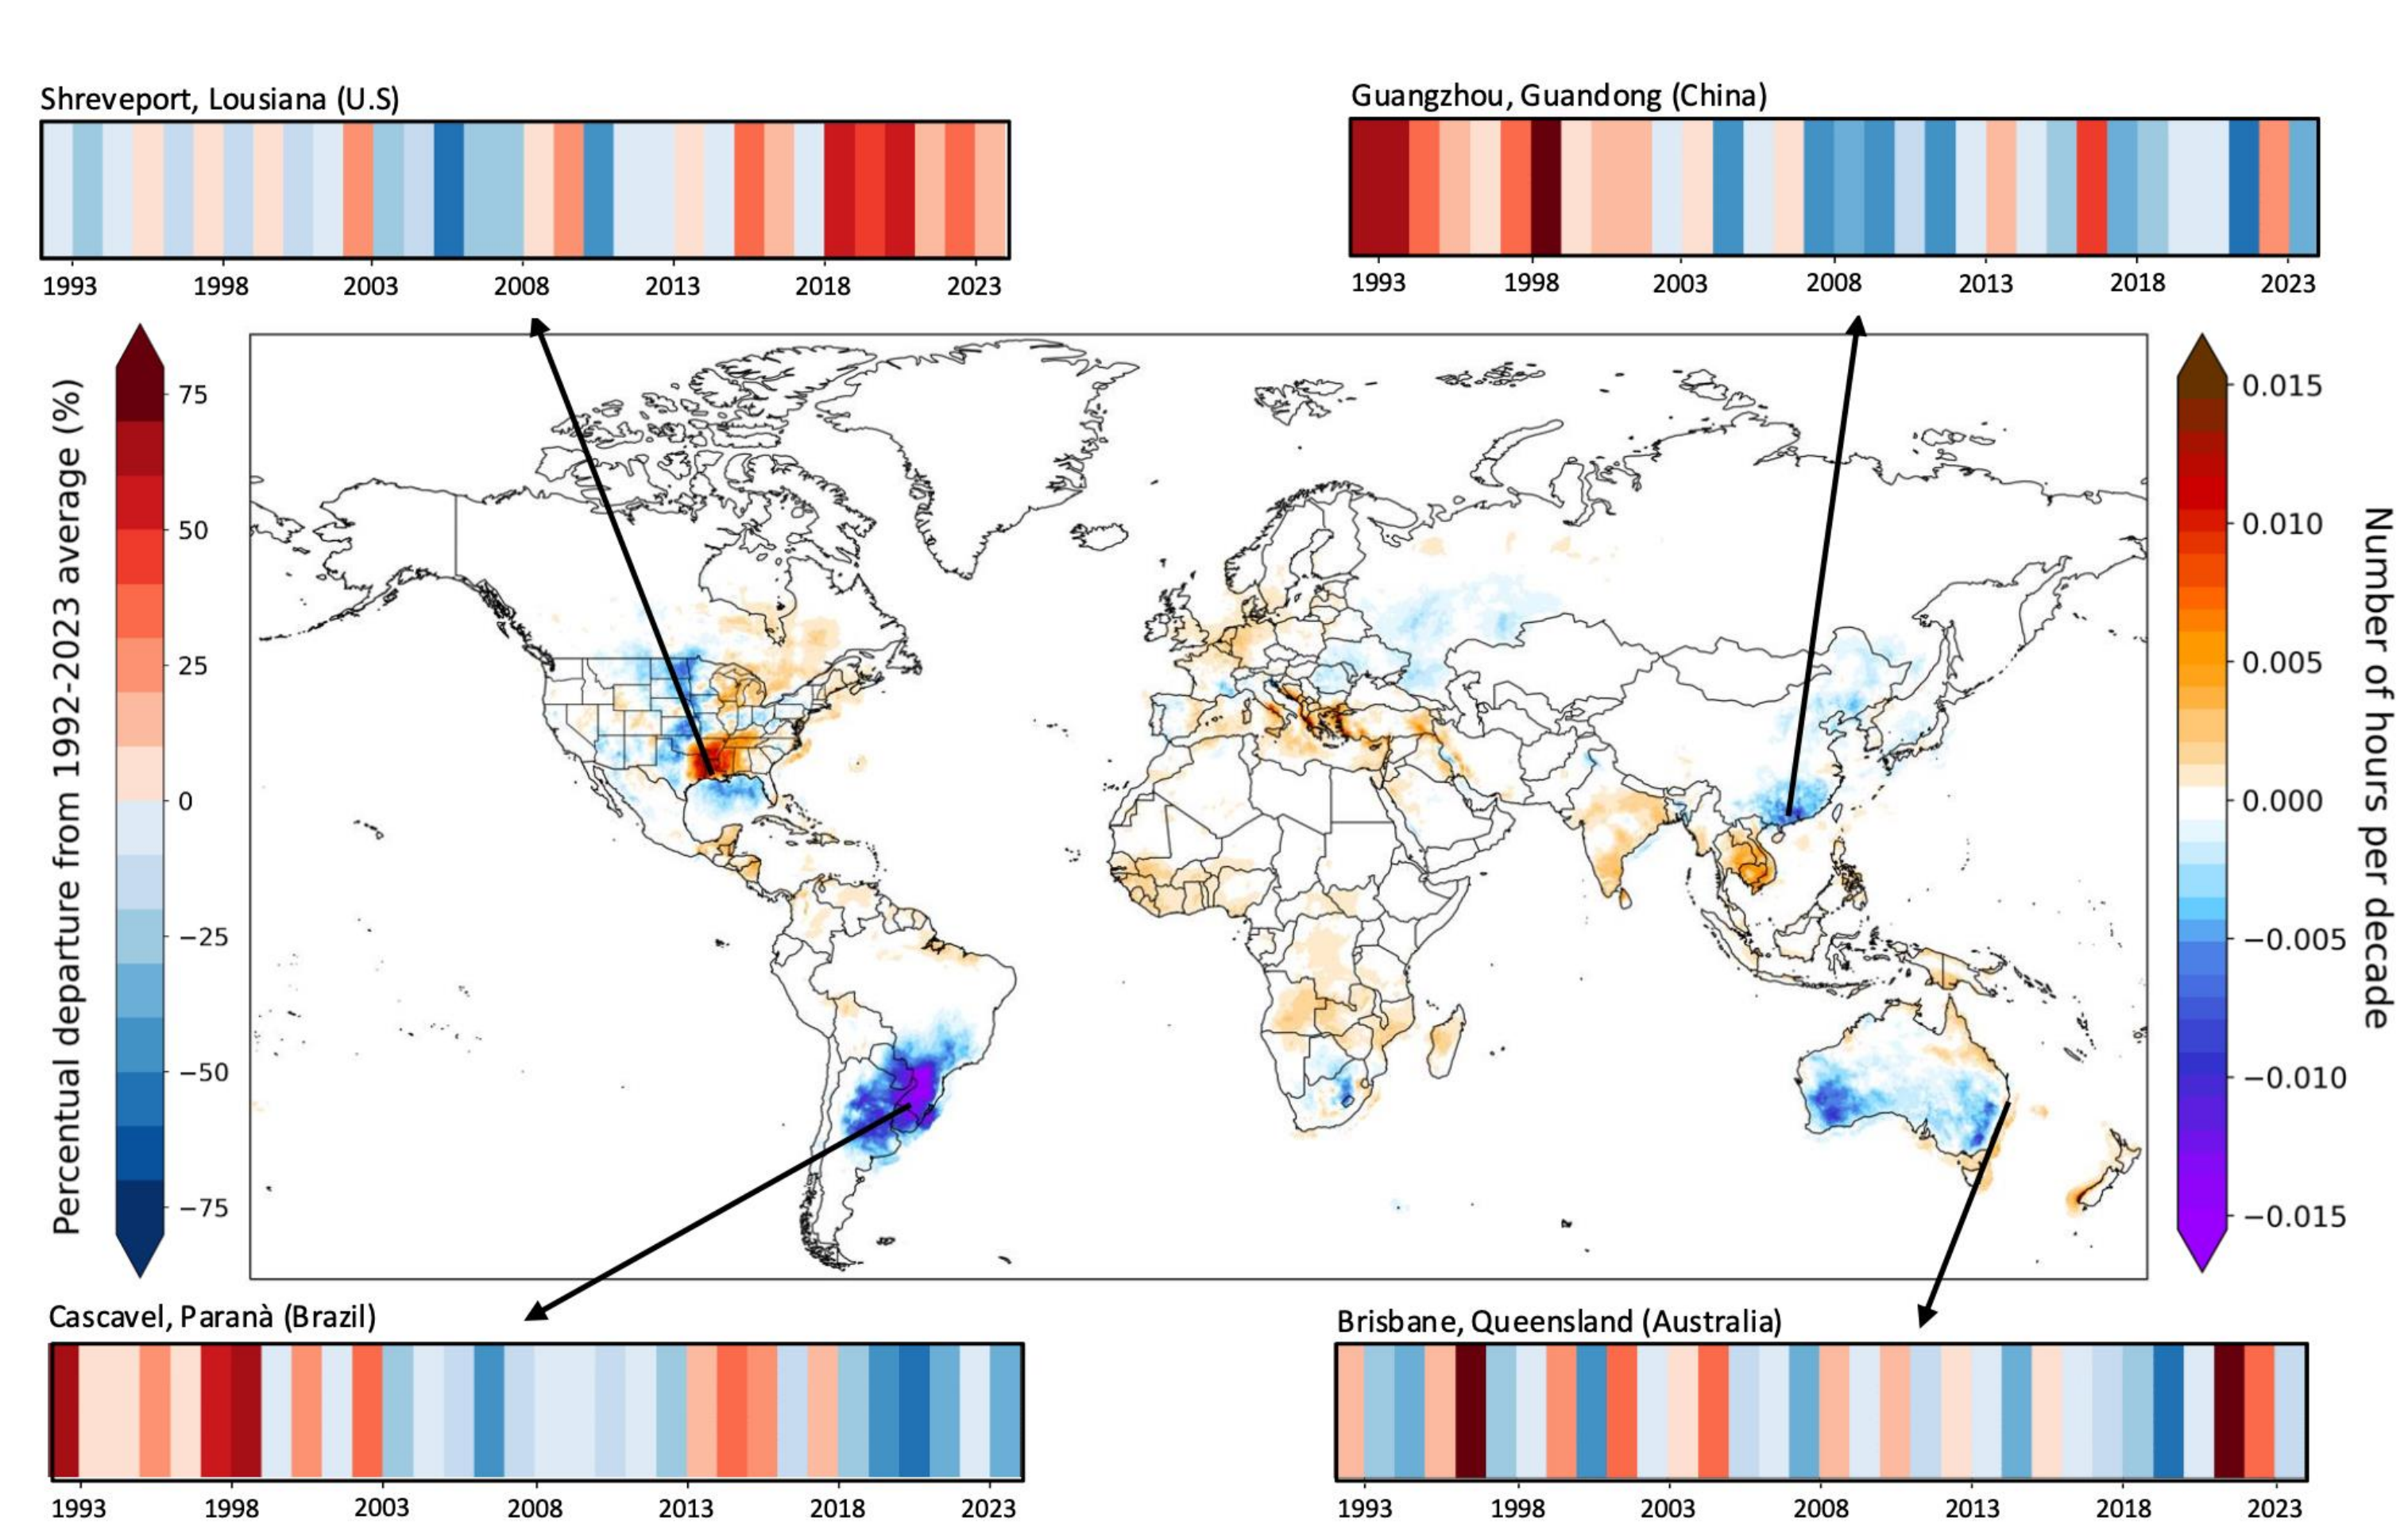 Shreveport, Lousiana (U.S)
1993 1998 2003 2008 2013 2018 2023
Guangzhou, Guandong (China)
1993 1998 2003 2008 2013 2018 2023
Percentual departure from 1992-2023 average (%)
75
50
25
0
−25
−50
−75
0.015
0.010
0.005
0.000
−0.005
−0.010
−0.015
Number of hours per decade
Cascavel, Paranà (Brazil)
1993 1998 2003 2008 2013 2018 2023
Brisbane, Queensland (Australia)
1993 1998 2003 2008 2013 2018 2023